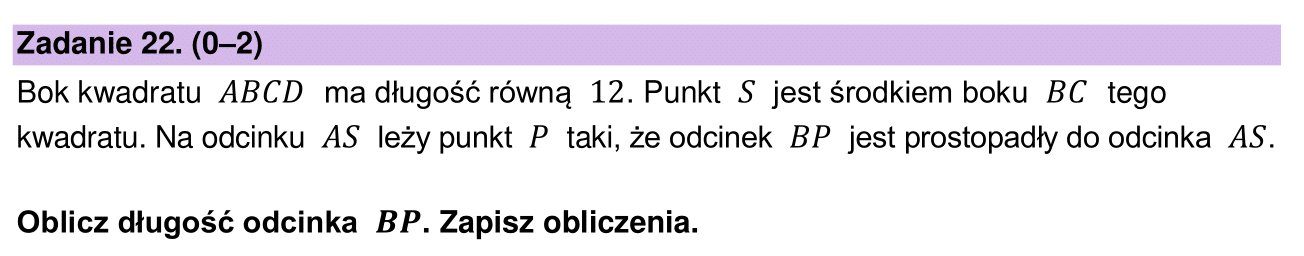 Zadanie 22. (0–2)
Bok kwadratu ABCD ma długość równą 12. Punkt S jest środkiem boku BC tego
kwadratu. Na odcinku AS leży punkt P taki, że odcinek BP jest prostopadły do odcinka AS.
Oblicz długość odcinka BP. Zapisz obliczenia.